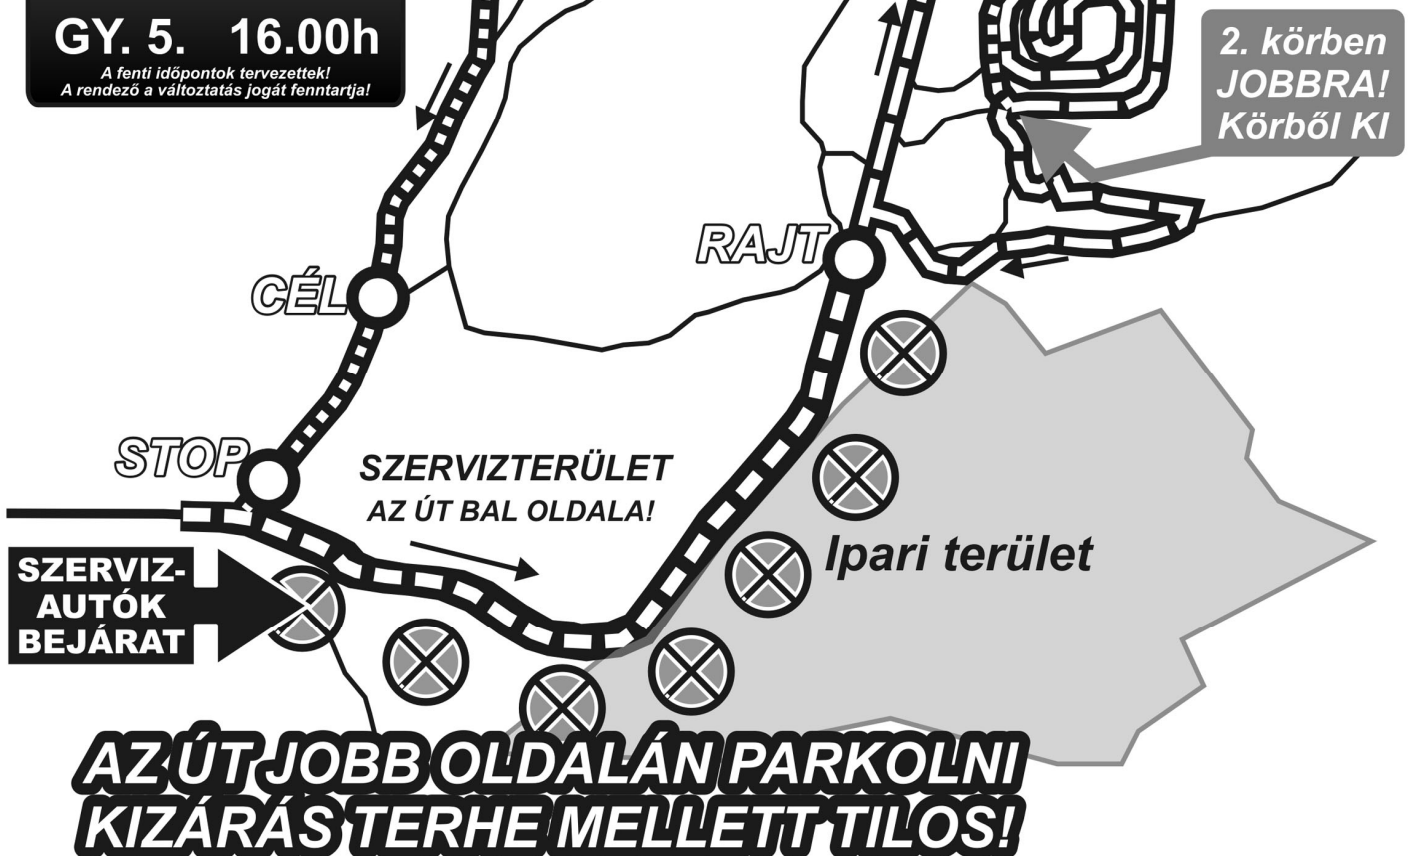 GY. 5. 16.00h
A fenti időpontok tervezettek!
A rendező a változtatás jogát fenntartja!
2. körben
JOBBRA!
Körből KI
RAJT
CÉL
STOP
SZERVIZTERÜLET
AZ ÚT BAL OLDALA!
Ipari terület
SZERVIZ-
AUTÓK
BEJÁRAT
AZ ÚT JOBB OLDALÁN PARKOLNI
KIZÁRÁS TERHE MELLETT TILOS!